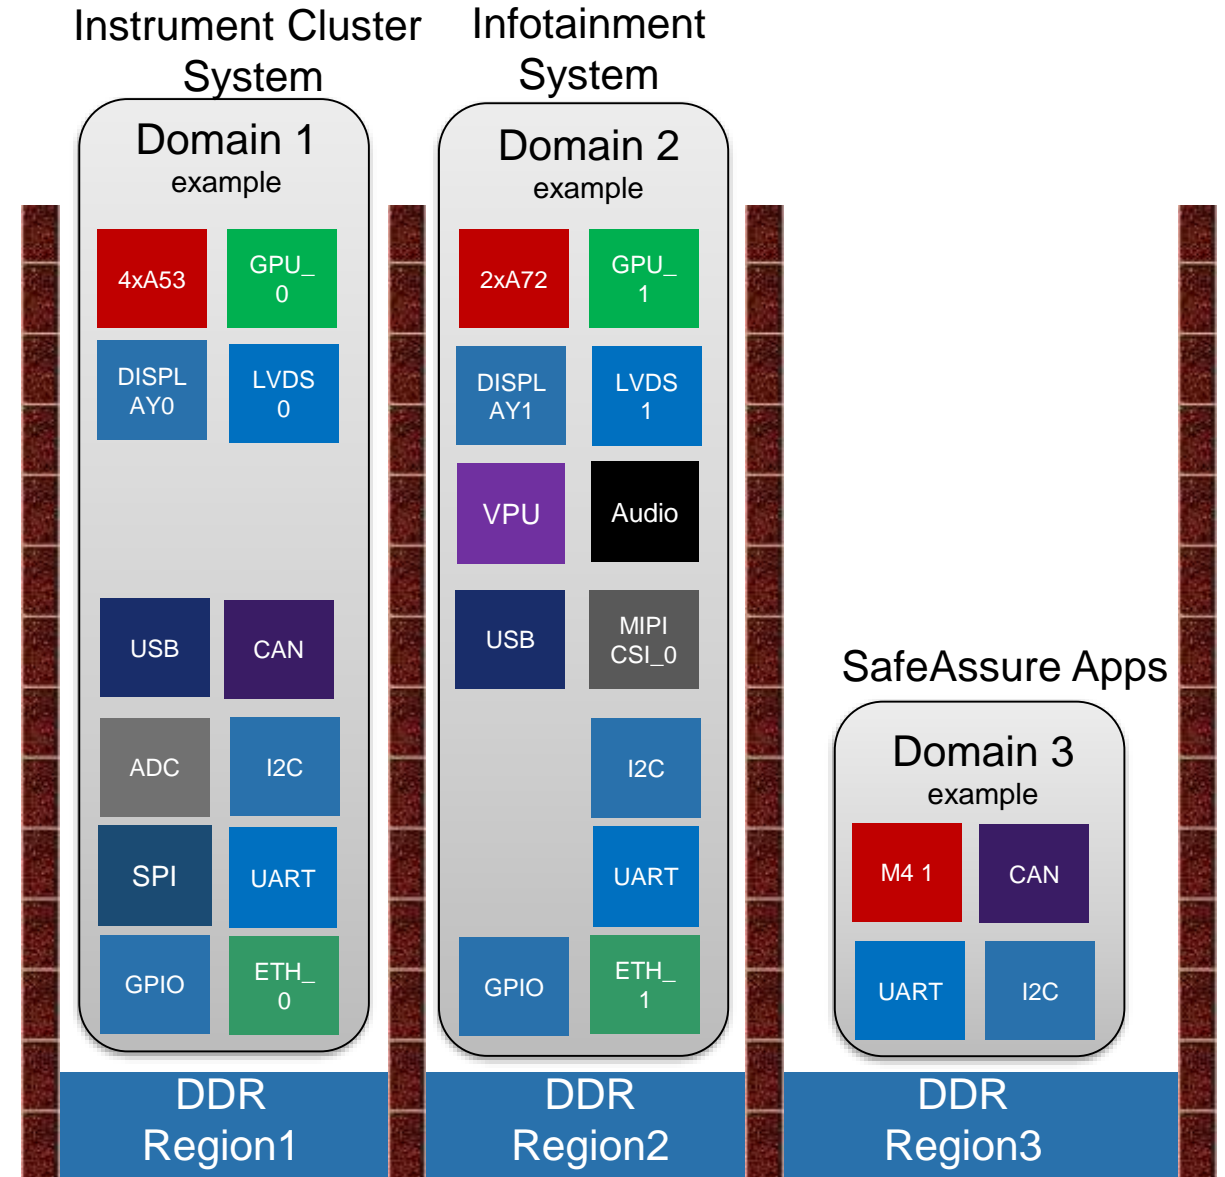 Instrument Cluster
System
Domain 1
example
4xA53
GPU_
0
DISPL
AY0
LVDS
0
USB
CAN
ADC
I2C
SPI
UART
GPIO
ETH_
0
DDR
Region1
Infotainment
System
Domain 2
example
2xA72
GPU_
1
DISPL
AY1
LVDS
1
VPU
Audio
USB
MIPI
CSI_0
I2C
UART
GPIO
ETH_
1
DDR
Region2
SafeAssure Apps
Domain 3
example
M4 1
CAN
UART
I2C
DDR
Region3